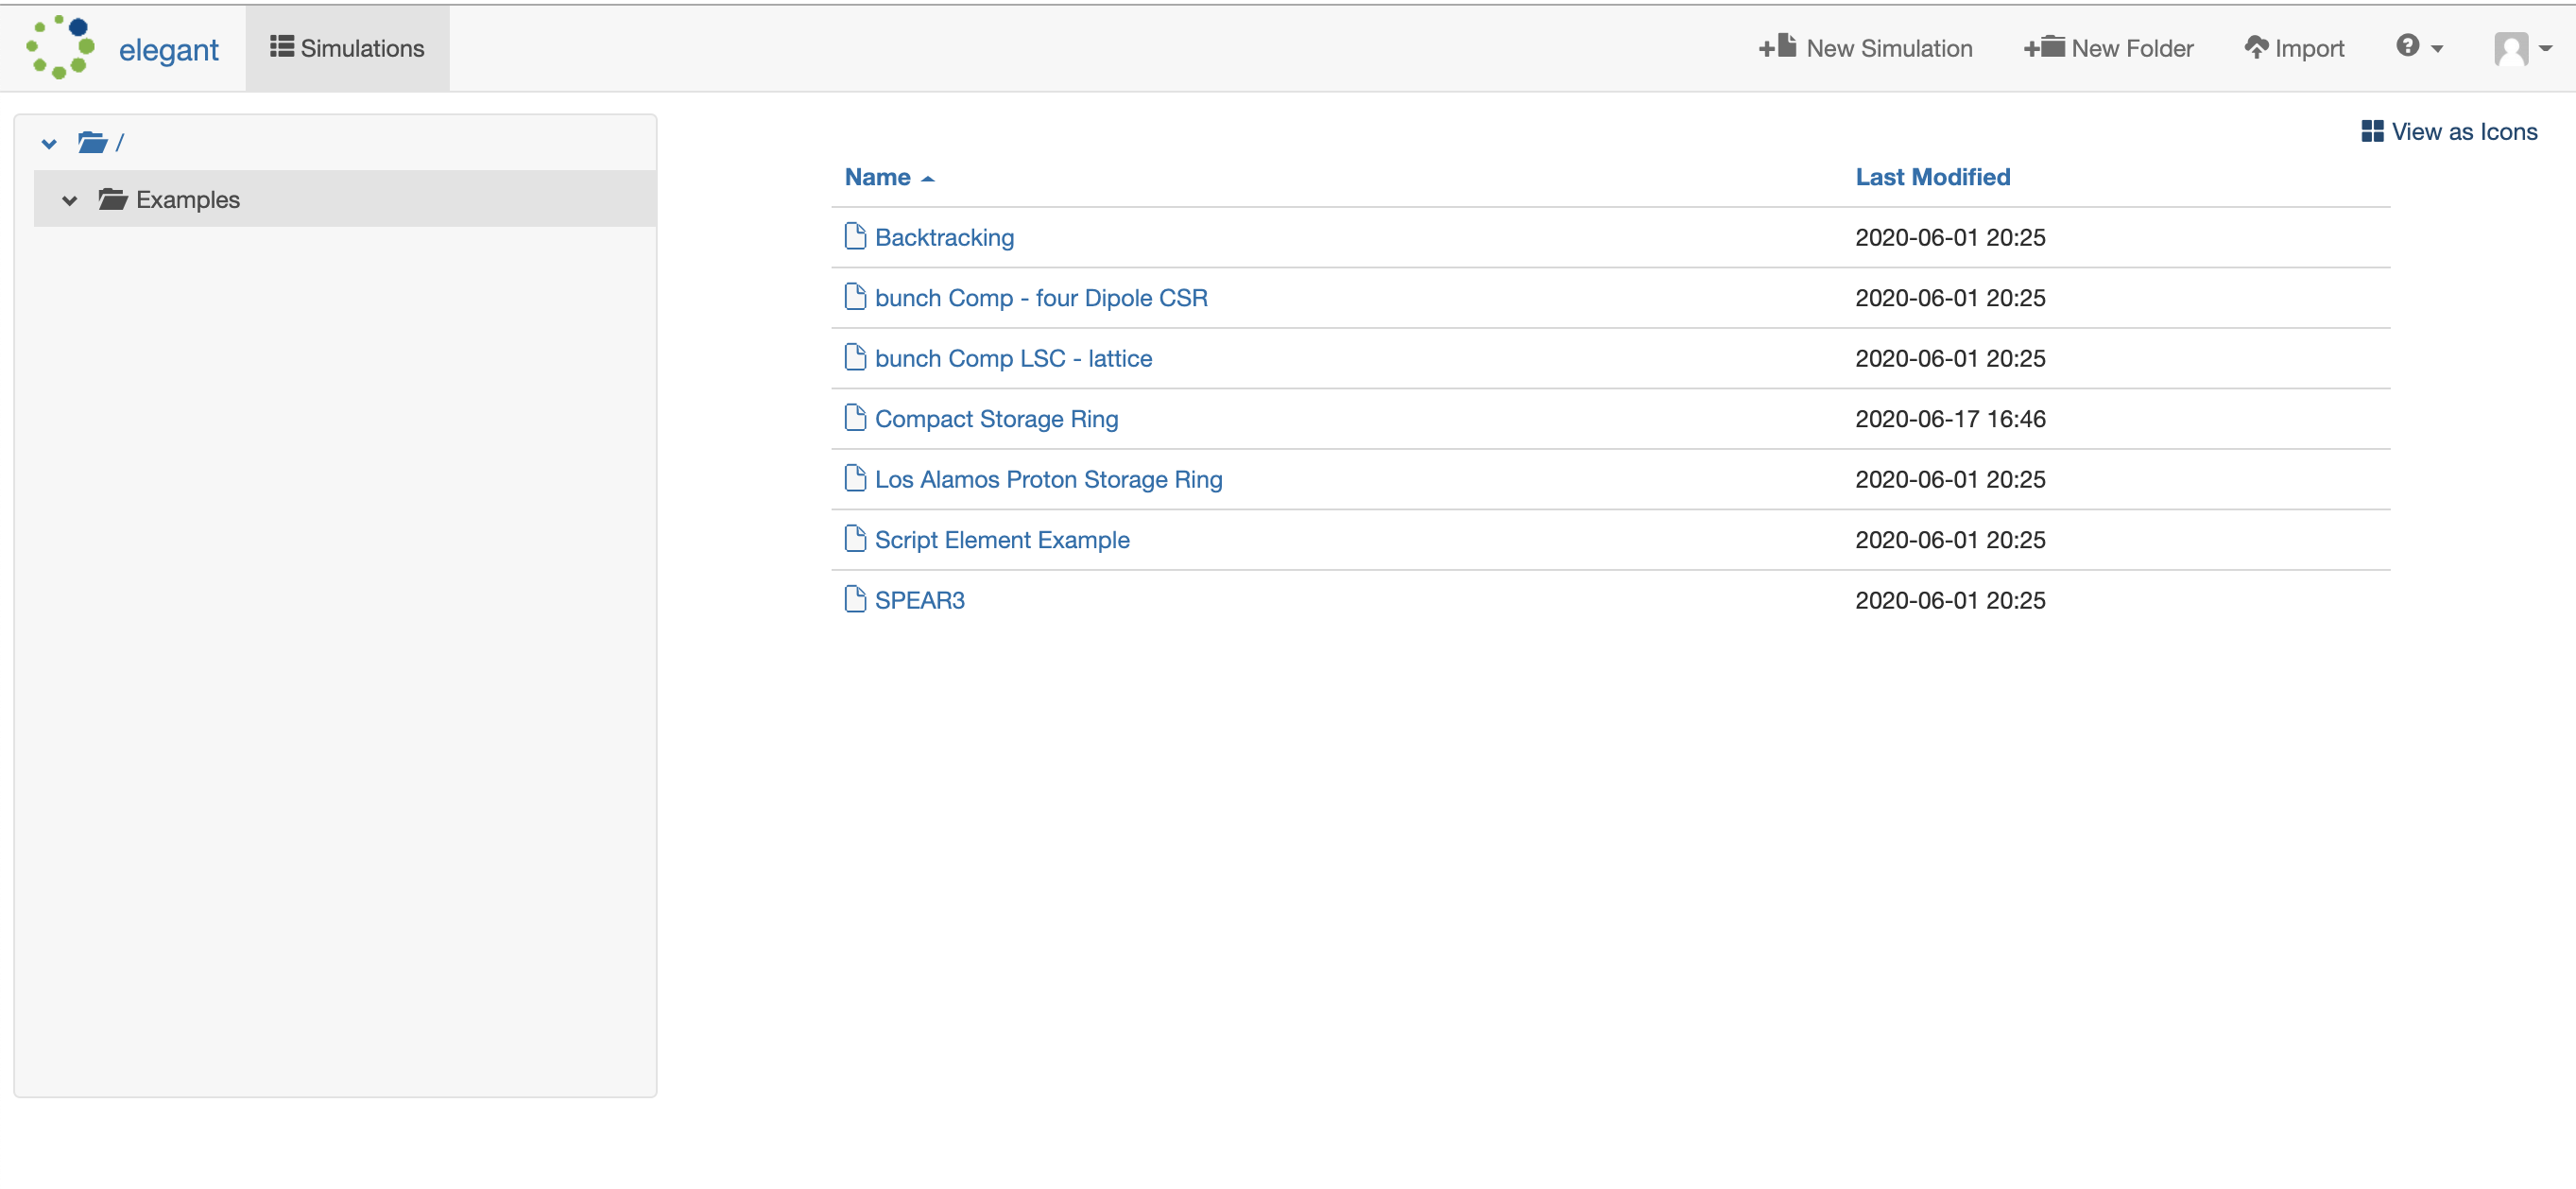 elegant Simulations New Simulation New Folder Import
/
View as Icons
Examples
Name Last Modified
Backtracking 2020-06-01 20:25
bunch Comp - four Dipole CSR 2020-06-01 20:25
bunch Comp LSC - lattice 2020-06-01 20:25
Compact Storage Ring 2020-06-17 16:46
Los Alamos Proton Storage Ring 2020-06-01 20:25
Script Element Example 2020-06-01 20:25
SPEAR3 2020-06-01 20:25